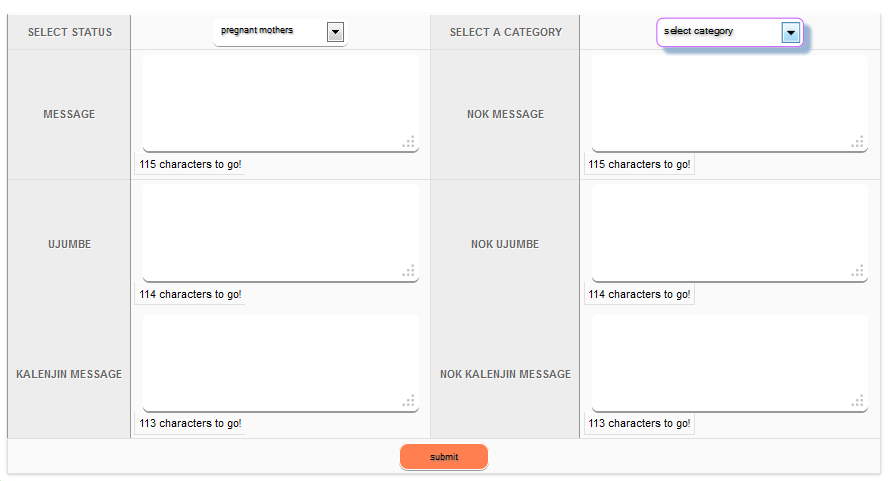 SELECT STATUS pregnant mothers SELECT A CATEGORY select category
MESSAGE NOK MESSAGE
115 characters to go! 115 characters to go!
UJUMBE NOK UJUMBE
114 characters to go! 114 characters to go!
KALENJIN MESSAGE NOK KALENJIN MESSAGE
113 characters to go! 113 characters to go!
submit